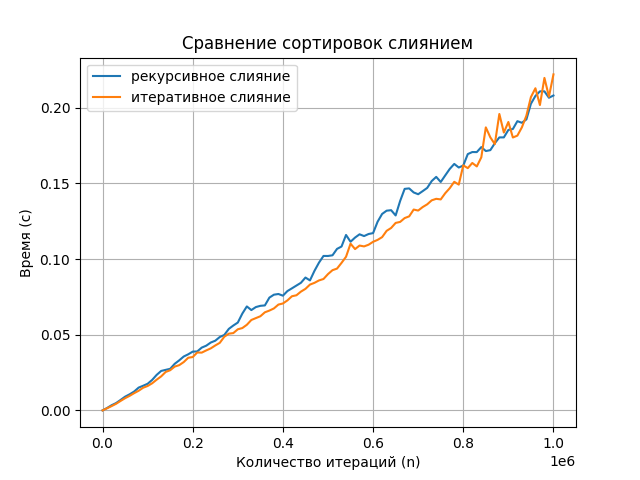 Сравнение сортировок слиянием
рекурсивное слияние
итеративное слияние
Время (с)
0.20
0.15
0.10
0.05
0.00
0.0 0.2 0.4 0.6 0.8 1.0
1e6
Количество итераций (n)